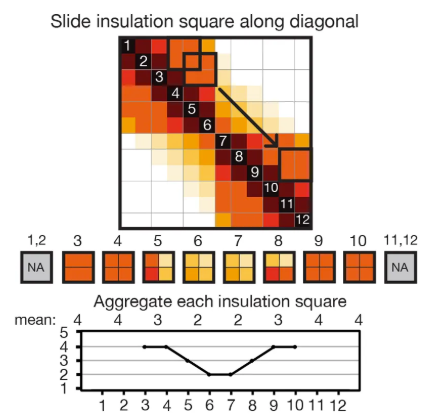 Slide insulation square along diagonal
1
2
3
4
5
6
7
8
9
10
11
12
1,2 3 4 5 6 7 8 9 10 11,12
NA NA
Aggregate each insulation square
mean: 4 4 3 2 2 3 4 4
5 4
4
3
2
1
1 2 3 4 5 6 7 8 9 10 11 12